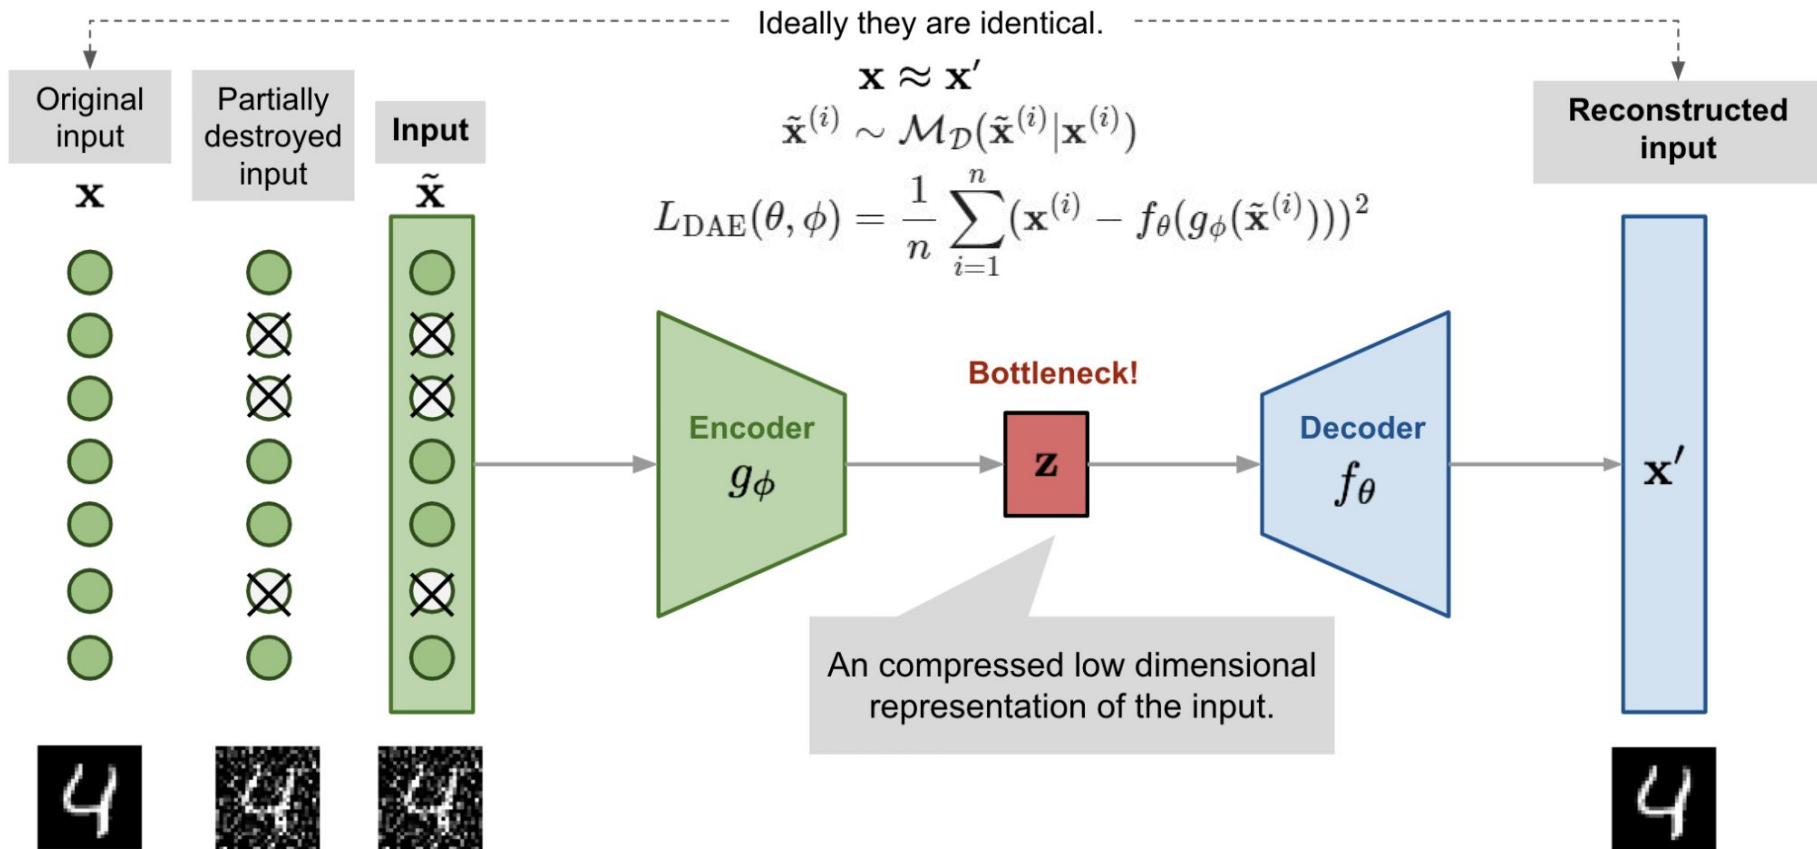 Ideally they are identical.
x ≈ x′
x̃⁽ⁱ⁾ ∼ M_D(x̃⁽ⁱ⁾|x⁽ⁱ⁾)
L_DAE(θ, ϕ) = 1/n ∑_{i=1}^{n} (x⁽ⁱ⁾ − f_θ(g_ϕ(x̃⁽ⁱ⁾)))²
Original
input
x
Partially
destroyed
input
Input
x̃
Reconstructed
input
Encoder
g_ϕ
Bottleneck!
z
Decoder
f_θ
x′
An compressed low dimensional
representation of the input.
4
4
4
4